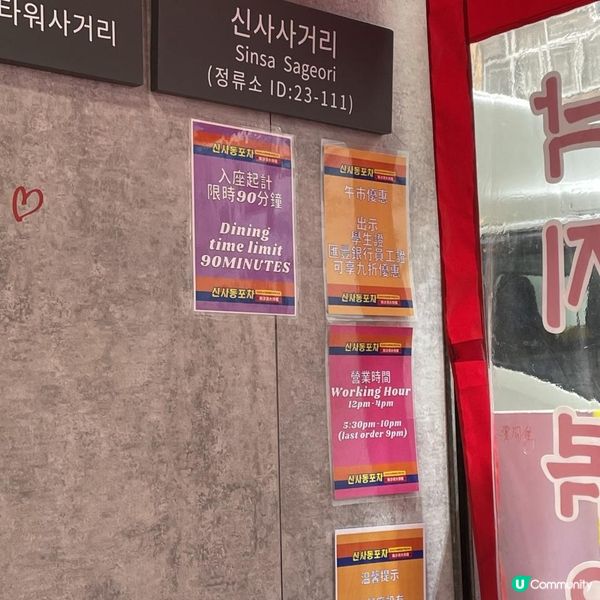 타워사거리
신사사거리
Sinsa Sageori
(정류소 ID:23-111)
신사동포차
入座起計
限時90分鐘
Dining
time limit
90MINUTES
신사동포차
신사동포차
午市優惠
出示
學生證
匯豐銀行員工證
可享九折優惠
신사동포차
신사동포차
營業時間
Working Hour
12pm-4pm
5:30pm-10pm
(last order 9pm)
신사동포차
신사동포차
溫馨提示
U Community